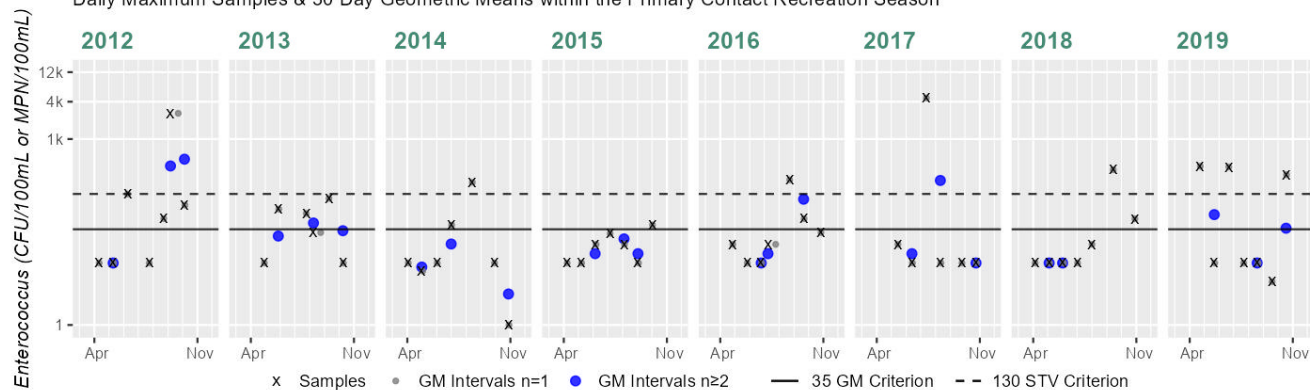 Daily Maximum Samples & 90 Day Geometric Means within the Primary Contact Recreation Season
2012 2013 2014 2015 2016 2017 2018 2019
Enterococcus (CFU/100mL or MPN/100mL)
12k
4k
1k
1
Apr Nov Apr Nov Apr Nov Apr Nov Apr Nov Apr Nov Apr Nov Apr Nov
x Samples GM Intervals n=1 GM Intervals n≥2 35 GM Criterion 130 STV Criterion